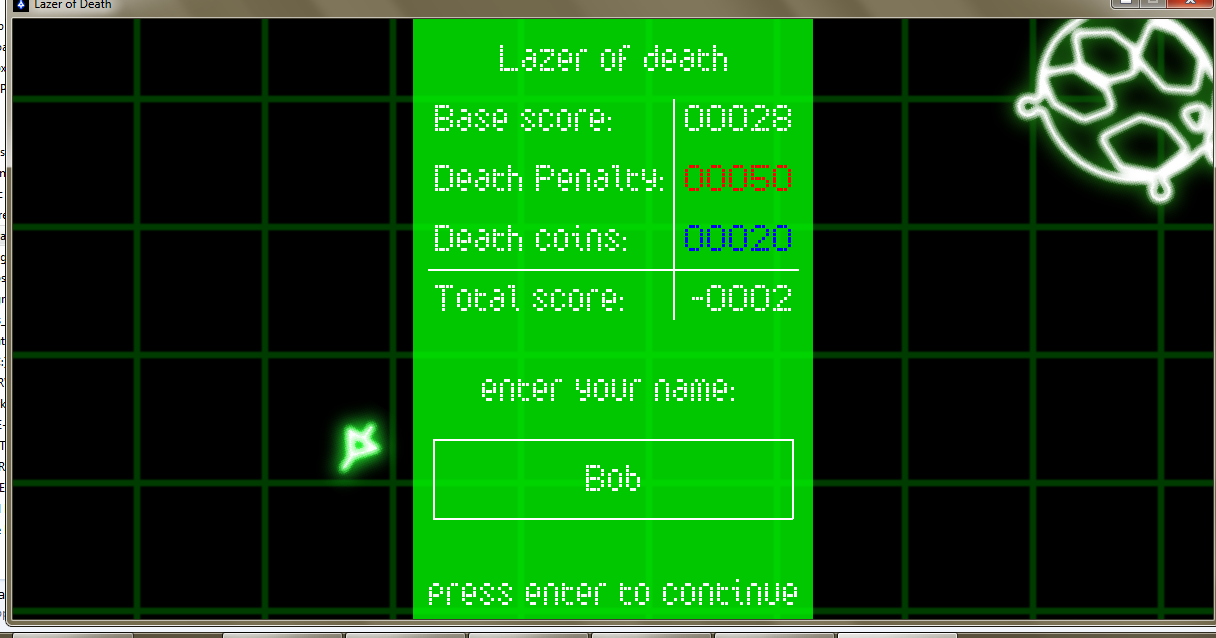 Lazer of Death
Lazer of death
Base score: 00028
Death Penalty: 00050
Death coins: 00020
Total score: -0002
enter your name:
Bob
press enter to continue